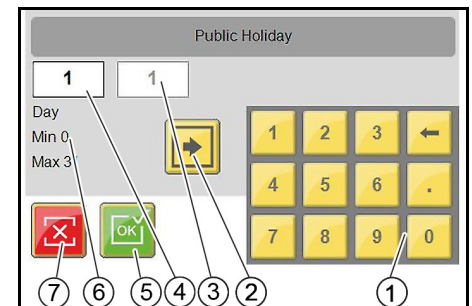 Public Holiday
1 1
Day
Min 0
Max 3
1 2 3 ←
4 5 6 .
7 8 9 0
OK
7 6 5 4 3 2 1